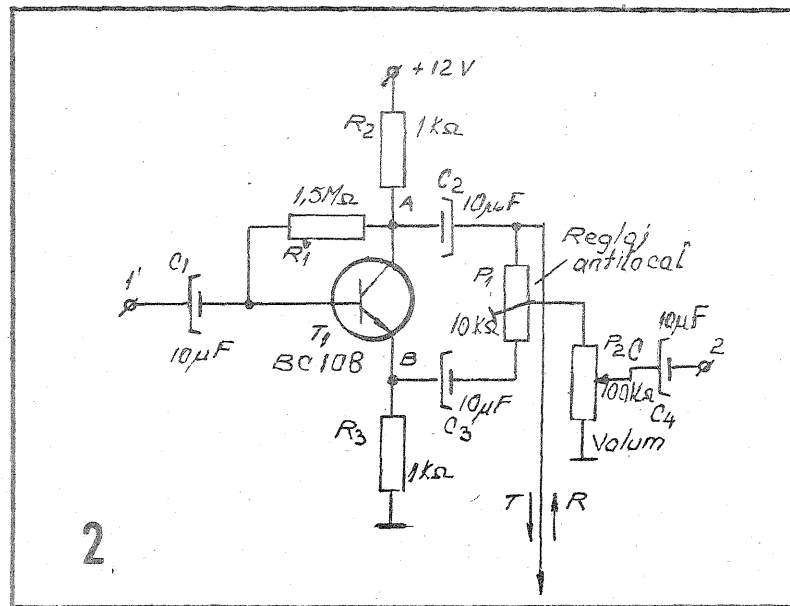 +12V
R2
1KΩ
C2
10μF
A
1,5MΩ
R1
Reglaj
antilocal
C1
1'
10μF
P1
10KΩ
T1
BC108
B
10μF
C3
P2
C
10μF
2
100KΩ
C4
Volum
R3
1KΩ
T
R
2